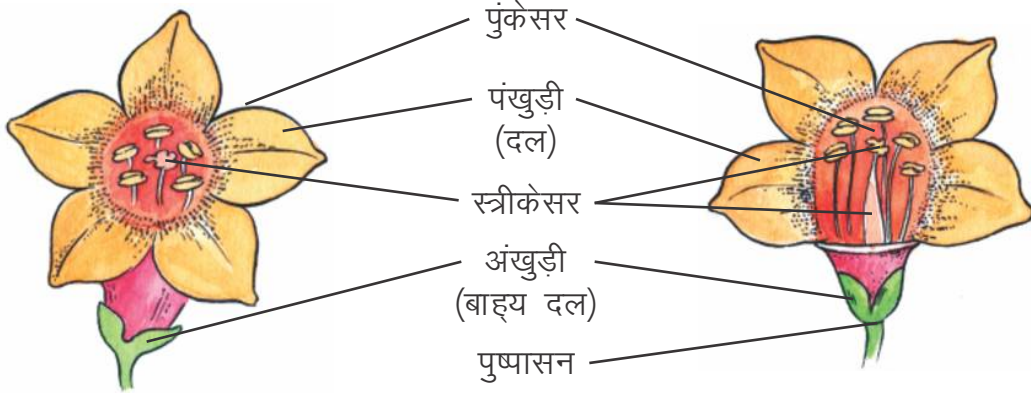 पुंकेसर
पंखुड़ी
(दल)
स्त्रीकेसर
अंखुड़ी
(बाह्य दल)
पुष्पासन